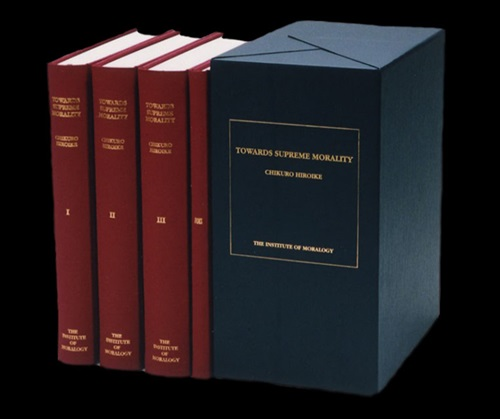 TOWARDS
SUPREME
MORALITY
CHIKURO
HIROIKE
I
THE
INSTITUTE
OF
MORALOGY
TOWARDS
SUPREME
MORALITY
CHIKURO
HIROIKE
II
THE
INSTITUTE
OF
MORALOGY
TOWARDS
SUPREME
MORALITY
CHIKURO
HIROIKE
III
THE
INSTITUTE
OF
MORALOGY
TOWARDS SUPREME MORALITY
CHIKURO HIROIKE
THE INSTITUTE OF MORALOGY